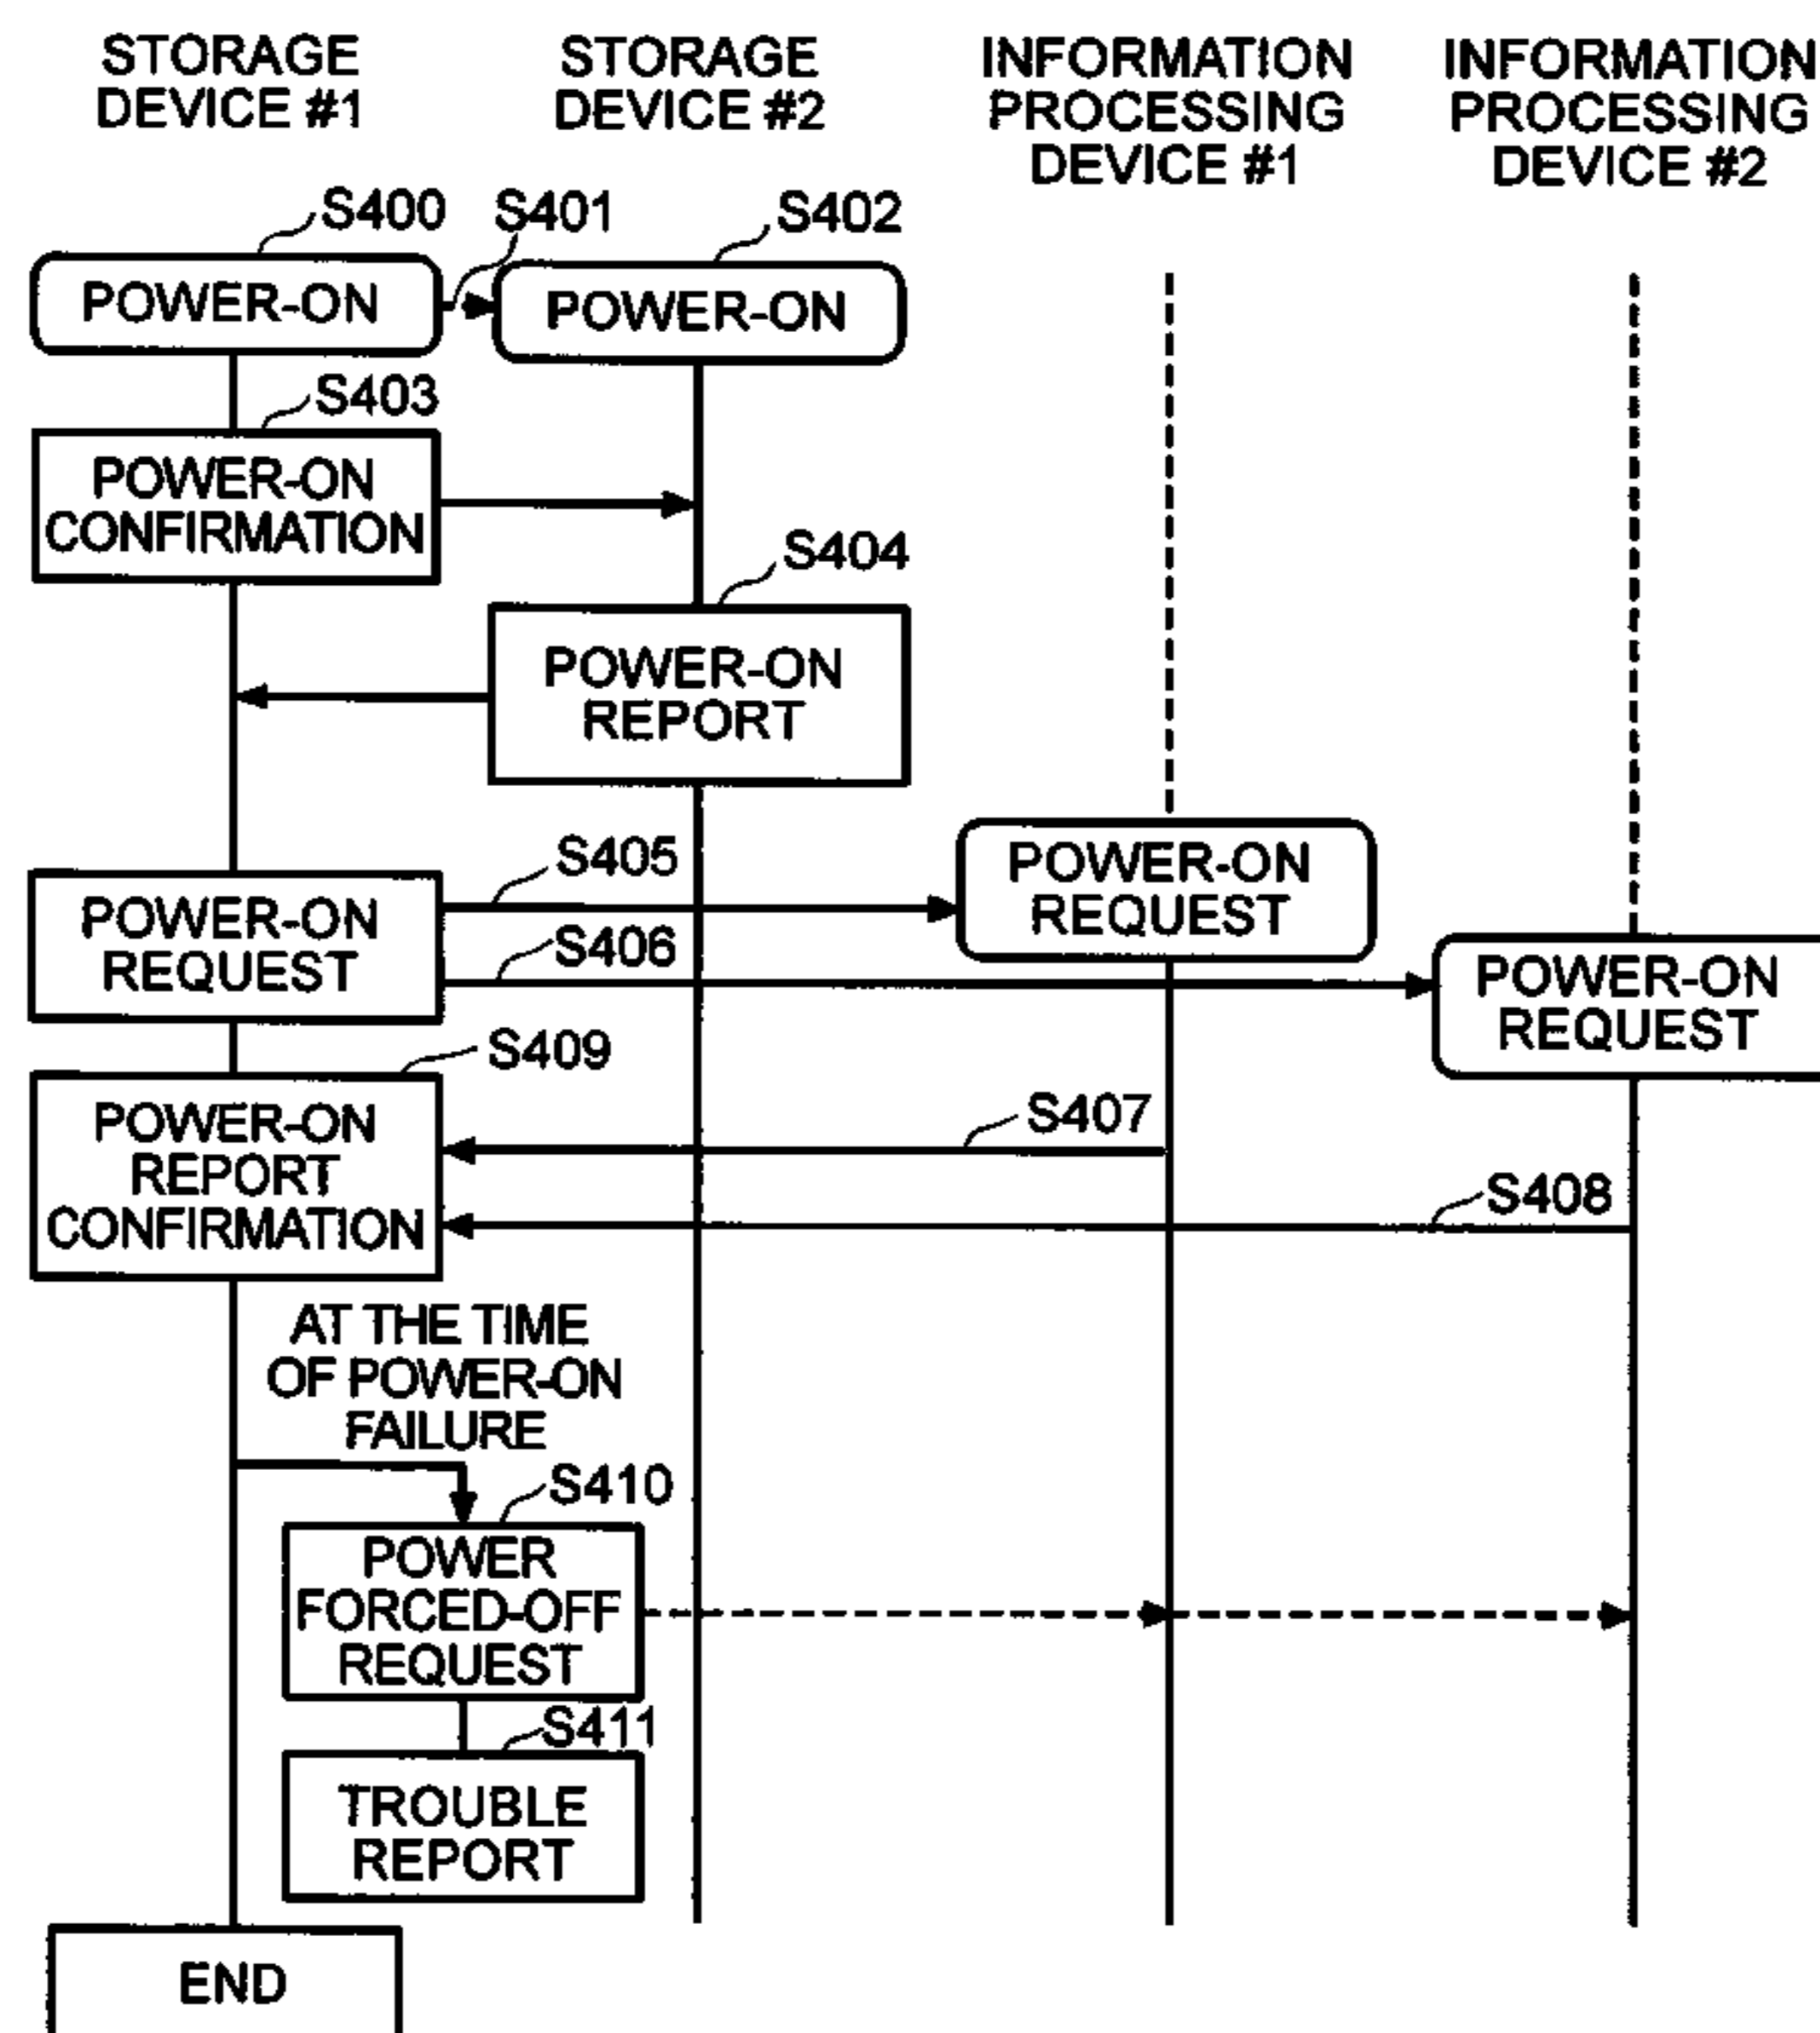 STORAGE
DEVICE #1
STORAGE
DEVICE #2
INFORMATION
PROCESSING
DEVICE #1
INFORMATION
PROCESSING
DEVICE #2
S400
S401
S402
POWER-ON
POWER-ON
S403
POWER-ON
CONFIRMATION
S404
POWER-ON
REPORT
S405
POWER-ON
REQUEST
POWER-ON
REQUEST
S406
POWER-ON
REQUEST
S409
POWER-ON
REPORT
CONFIRMATION
S407
S408
AT THE TIME
OF POWER-ON
FAILURE
S410
POWER
FORCED-OFF
REQUEST
S411
TROUBLE
REPORT
END